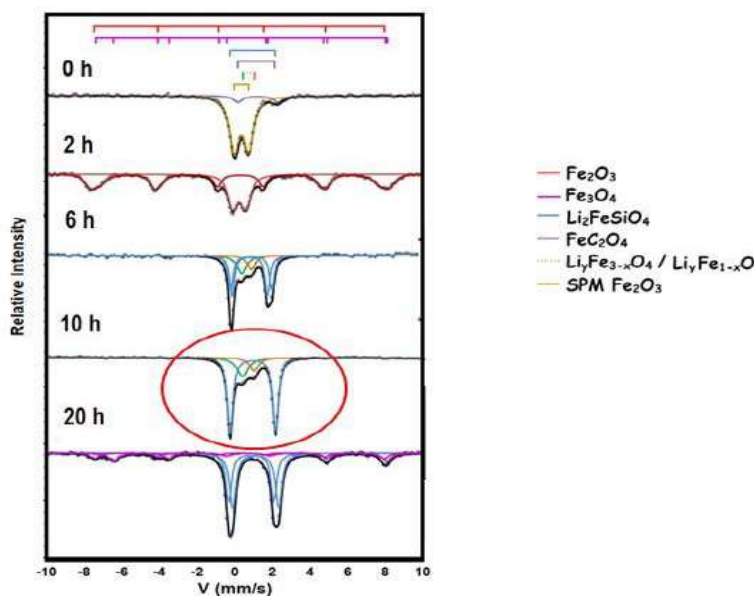 0 h
2 h
6 h
10 h
20 h
Relative Intensity
-10 -8 -6 -4 -2 0 2 4 6 8 10
V (mm/s)
Fe₂O₃
Fe₃O₄
Li₂FeSiO₄
FeC₂O₄
LiyFe₃₋ₓO₄ / LiyFe₁₋ₓO
SPM Fe₂O₃